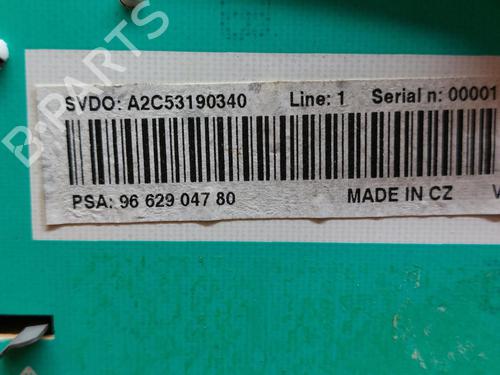 SVDO: A2C53190340 Line: 1 Serial n: 00001
PSA: 96 629 047 80 MADE IN CZ V
B-PARTS